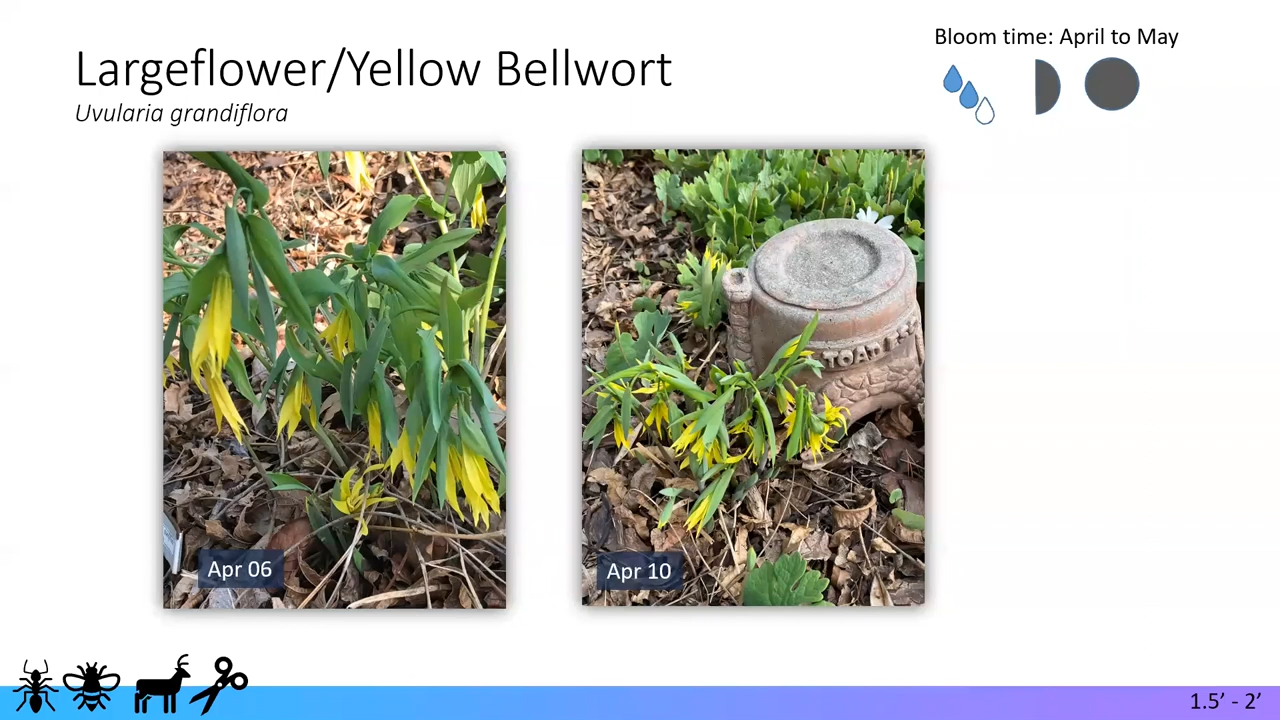 Bloom time: April to May
Largeflower/Yellow Bellwort
Uvularia grandiflora
TOAD
Apr 06
Apr 10
1.5’ - 2’